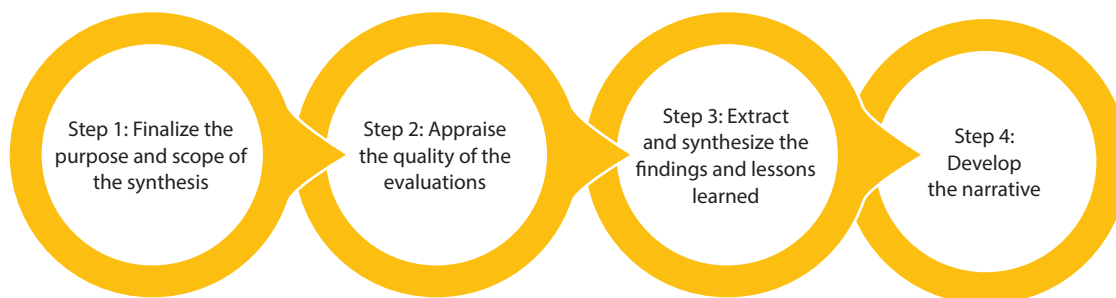 Step 1: Finalize the
purpose and scope of
the synthesis
Step 2: Appraise
the quality of the
evaluations
Step 3: Extract
and synthesize the
findings and lessons
learned
Step 4:
Develop
the narrative